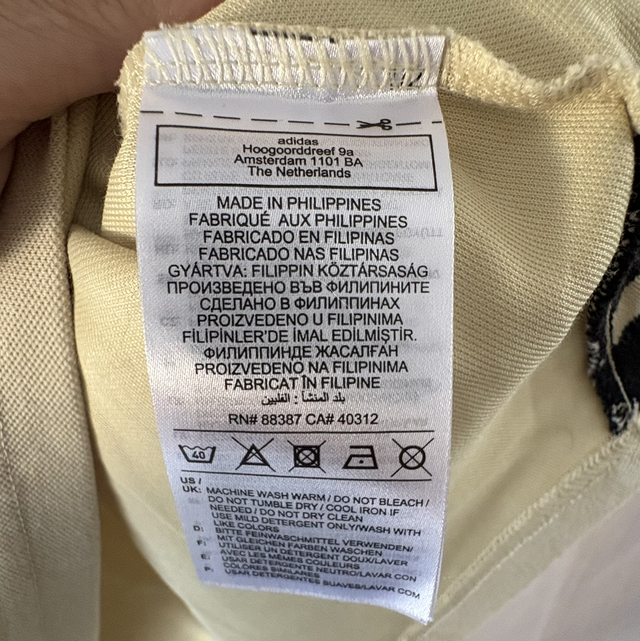 adidas
Hoogoorddreef 9a
Amsterdam 1101 BA
The Netherlands
MADE IN PHILIPPINES
FABRIQUÉ AUX PHILIPPINES
FABRICADO EN FILIPINAS
FABRICADO NAS FILIPINAS
GYÁRTVA: FILIPPIN KÖZTÁRSASÁG
ПРОИЗВЕДЕНО ВЪВ ФИЛИПИНИТЕ
СДЕЛАНО В ФИЛИППИНАХ
PROIZVEDENO U FILIPINIMA
FİLİPİNLER'DE İMAL EDİLMİŞTİR.
ФИЛИППИНДЕ ЖАСАЛҒАН
PROIZVEDENO NA FILIPINIMA
FABRICAT ÎN FILIPINE
بلد المنشأ : الفلبين
RN# 88387 CA# 40312
40
US /
UK: MACHINE WASH WARM / DO NOT BLEACH /
DO NOT TUMBLE DRY / COOL IRON IF
NEEDED / DO NOT DRY CLEAN
USE MILD DETERGENT ONLY/WASH WITH
LIKE COLORS
D: BITTE FEINWASCHMITTEL VERWENDEN/
MIT GLEICHEN FARBEN WASCHEN
F: UTILISER UN DÉTERGENT DOUX/LAVER
AVEC LES MÊMES COULEURS
E: USAR DETERGENTE NEUTRO/LAVAR CON
COLORES SIMILARES
P: USAR DETERGENTES SUAVES/LAVAR COM